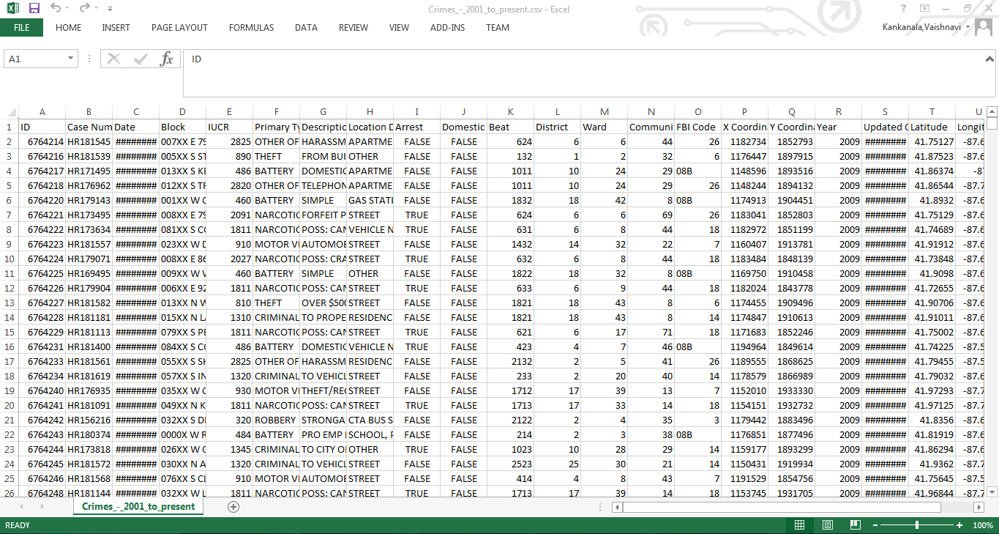 Crimes_-_2001_to_present.csv - Excel
FILE HOME INSERT PAGE LAYOUT FORMULAS DATA REVIEW VIEW ADD-INS TEAM Kankanala,Vaishnavi
A1 fx ID
A B C D E F G H I J K L M N O P Q R S T U
1 ID Case Num Date Block IUCR Primary Ty Descriptic Location D Arrest Domestic Beat District Ward Communi FBI Code X Coordina Y Coordina Year Updated O Latitude Longit
2 6764214 HR181545 ######## 007XX E 79 2825 OTHER OF HARASSM APARTME FALSE FALSE 624 6 6 44 26 1182734 1852793 2009 ######## 41.75127 -87.6
3 6764216 HR181539 ######## 005XX S ST 890 THEFT FROM BUI OTHER FALSE FALSE 132 1 2 32 6 1176447 1897915 2009 ######## 41.87523 -87.6
4 6764217 HR171495 ######## 013XX S KE 486 BATTERY DOMESTIC APARTME FALSE FALSE 1011 10 24 29 08B 1148596 1893516 2009 ######## 41.86374 -8
5 6764218 HR176962 ######## 012XX S TR 2820 OTHER OF TELEPHON APARTME FALSE FALSE 1011 10 24 29 26 1148244 1894132 2009 ######## 41.86544 -87.7
6 6764220 HR179143 ######## 001XX W G 460 BATTERY SIMPLE GAS STATI FALSE FALSE 1832 18 42 8 08B 1174913 1904451 2009 ######## 41.8932 -87.6
7 6764221 HR173495 ######## 008XX E 79 2091 NARCOTIC FORFEIT P STREET TRUE FALSE 624 6 6 69 26 1183041 1852803 2009 ######## 41.75129 -87.6
8 6764222 HR173634 ######## 081XX S CO 1811 NARCOTIC POSS: CAN VEHICLE N TRUE FALSE 631 6 8 44 18 1182972 1851199 2009 ######## 41.74689 -87.6
9 6764223 HR181557 ######## 023XX W D 910 MOTOR VI AUTOMOB STREET FALSE FALSE 1432 14 32 22 7 1160407 1913781 2009 ######## 41.91912 -87.6
10 6764224 HR179071 ######## 008XX E 86 2027 NARCOTIC POSS: CRA STREET TRUE FALSE 632 6 8 44 18 1183484 1848139 2009 ######## 41.73848 -87.6
11 6764225 HR169495 ######## 009XX W W 460 BATTERY SIMPLE OTHER FALSE FALSE 1822 18 32 8 08B 1169750 1910458 2009 ######## 41.9098 -87.6
12 6764226 HR179904 ######## 006XX E 92 1811 NARCOTIC POSS: CAN STREET TRUE FALSE 633 6 9 44 18 1182024 1843778 2009 ######## 41.72655 -87.6
13 6764227 HR181582 ######## 013XX N W 810 THEFT OVER $500 STREET FALSE FALSE 1821 18 43 8 6 1174455 1909496 2009 ######## 41.90706 -87.6
14 6764228 HR181181 ######## 015XX N LA 1310 CRIMINAL TO PROPE RESIDENC FALSE FALSE 1821 18 43 8 14 1174847 1910613 2009 ######## 41.91011 -87.6
15 6764229 HR181113 ######## 079XX S PE 1811 NARCOTIC POSS: CAN STREET TRUE FALSE 621 6 17 71 18 1171683 1852246 2009 ######## 41.75002 -87.6
16 6764231 HR181400 ######## 084XX S CO 486 BATTERY DOMESTIC VEHICLE N TRUE FALSE 423 4 7 46 08B 1194964 1849614 2009 ######## 41.74225 -87.5
17 6764233 HR181561 ######## 055XX S SH 2825 OTHER OF HARASSM RESIDENC FALSE FALSE 2132 2 5 41 26 1189555 1868625 2009 ######## 41.79455 -87.5
18 6764234 HR181619 ######## 057XX S IN 1320 CRIMINAL TO VEHICL STREET FALSE FALSE 233 2 20 40 14 1178579 1866989 2009 ######## 41.79032 -87.6
19 6764240 HR176935 ######## 035XX W C 930 MOTOR VI THEFT/REC STREET FALSE FALSE 1712 17 39 13 7 1152010 1933330 2009 ######## 41.97293 -87.7
20 6764241 HR181091 ######## 049XX N K 1811 NARCOTIC POSS: CAN STREET TRUE FALSE 1713 17 33 14 18 1154151 1932732 2009 ######## 41.97125 -87.7
21 6764242 HR156216 ######## 032XX S DI 320 ROBBERY STRONGA CTA BUS S FALSE FALSE 2122 2 4 35 3 1179442 1883496 2009 ######## 41.8356 -87.6
22 6764243 HR180374 ######## 0000X W R 484 BATTERY PRO EMP SCHOOL, P FALSE FALSE 214 2 3 38 08B 1176851 1877496 2009 ######## 41.81919 -87.6
23 6764244 HR173818 ######## 026XX W C 1345 CRIMINAL TO CITY O OTHER TRUE FALSE 1023 10 28 29 14 1159177 1893299 2009 ######## 41.86294 -87.6
24 6764245 HR181572 ######## 030XX N A 1320 CRIMINAL TO VEHICL STREET FALSE FALSE 2523 25 30 21 14 1150431 1919934 2009 ######## 41.9362 -87.7
25 6764246 HR181568 ######## 076XX S CL 910 MOTOR VI AUTOMOB STREET FALSE FALSE 414 4 8 43 7 1191529 1854756 2009 ######## 41.75645 -87.5
26 6764248 HR181144 ######## 032XX W L 1811 NARCOTIC POSS: CAN STREET TRUE FALSE 1713 17 39 14 18 1153745 1931705 2009 ######## 41.96844 -87.7
Crimes_-_2001_to_present
READY 100%